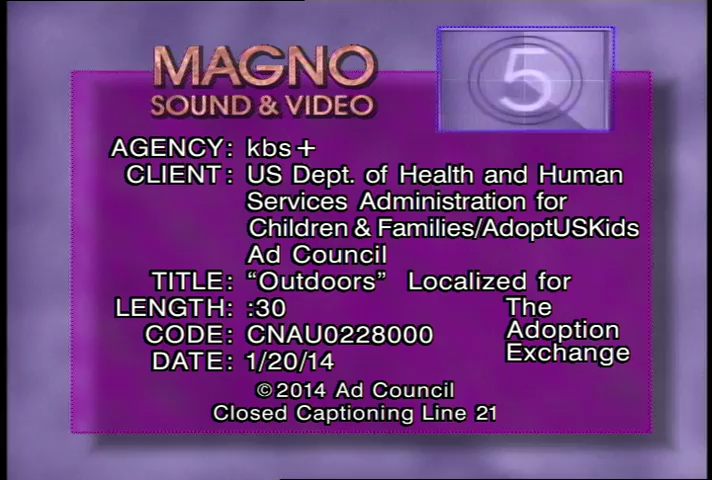 MAGNO
SOUND & VIDEO
5
AGENCY: kbs+
CLIENT: US Dept. of Health and Human
Services Administration for
Children & Families/AdoptUSKids
Ad Council
TITLE: “Outdoors” Localized for
The
Adoption
Exchange
LENGTH: :30
CODE: CNAU0228000
DATE: 1/20/14
©2014 Ad Council
Closed Captioning Line 21